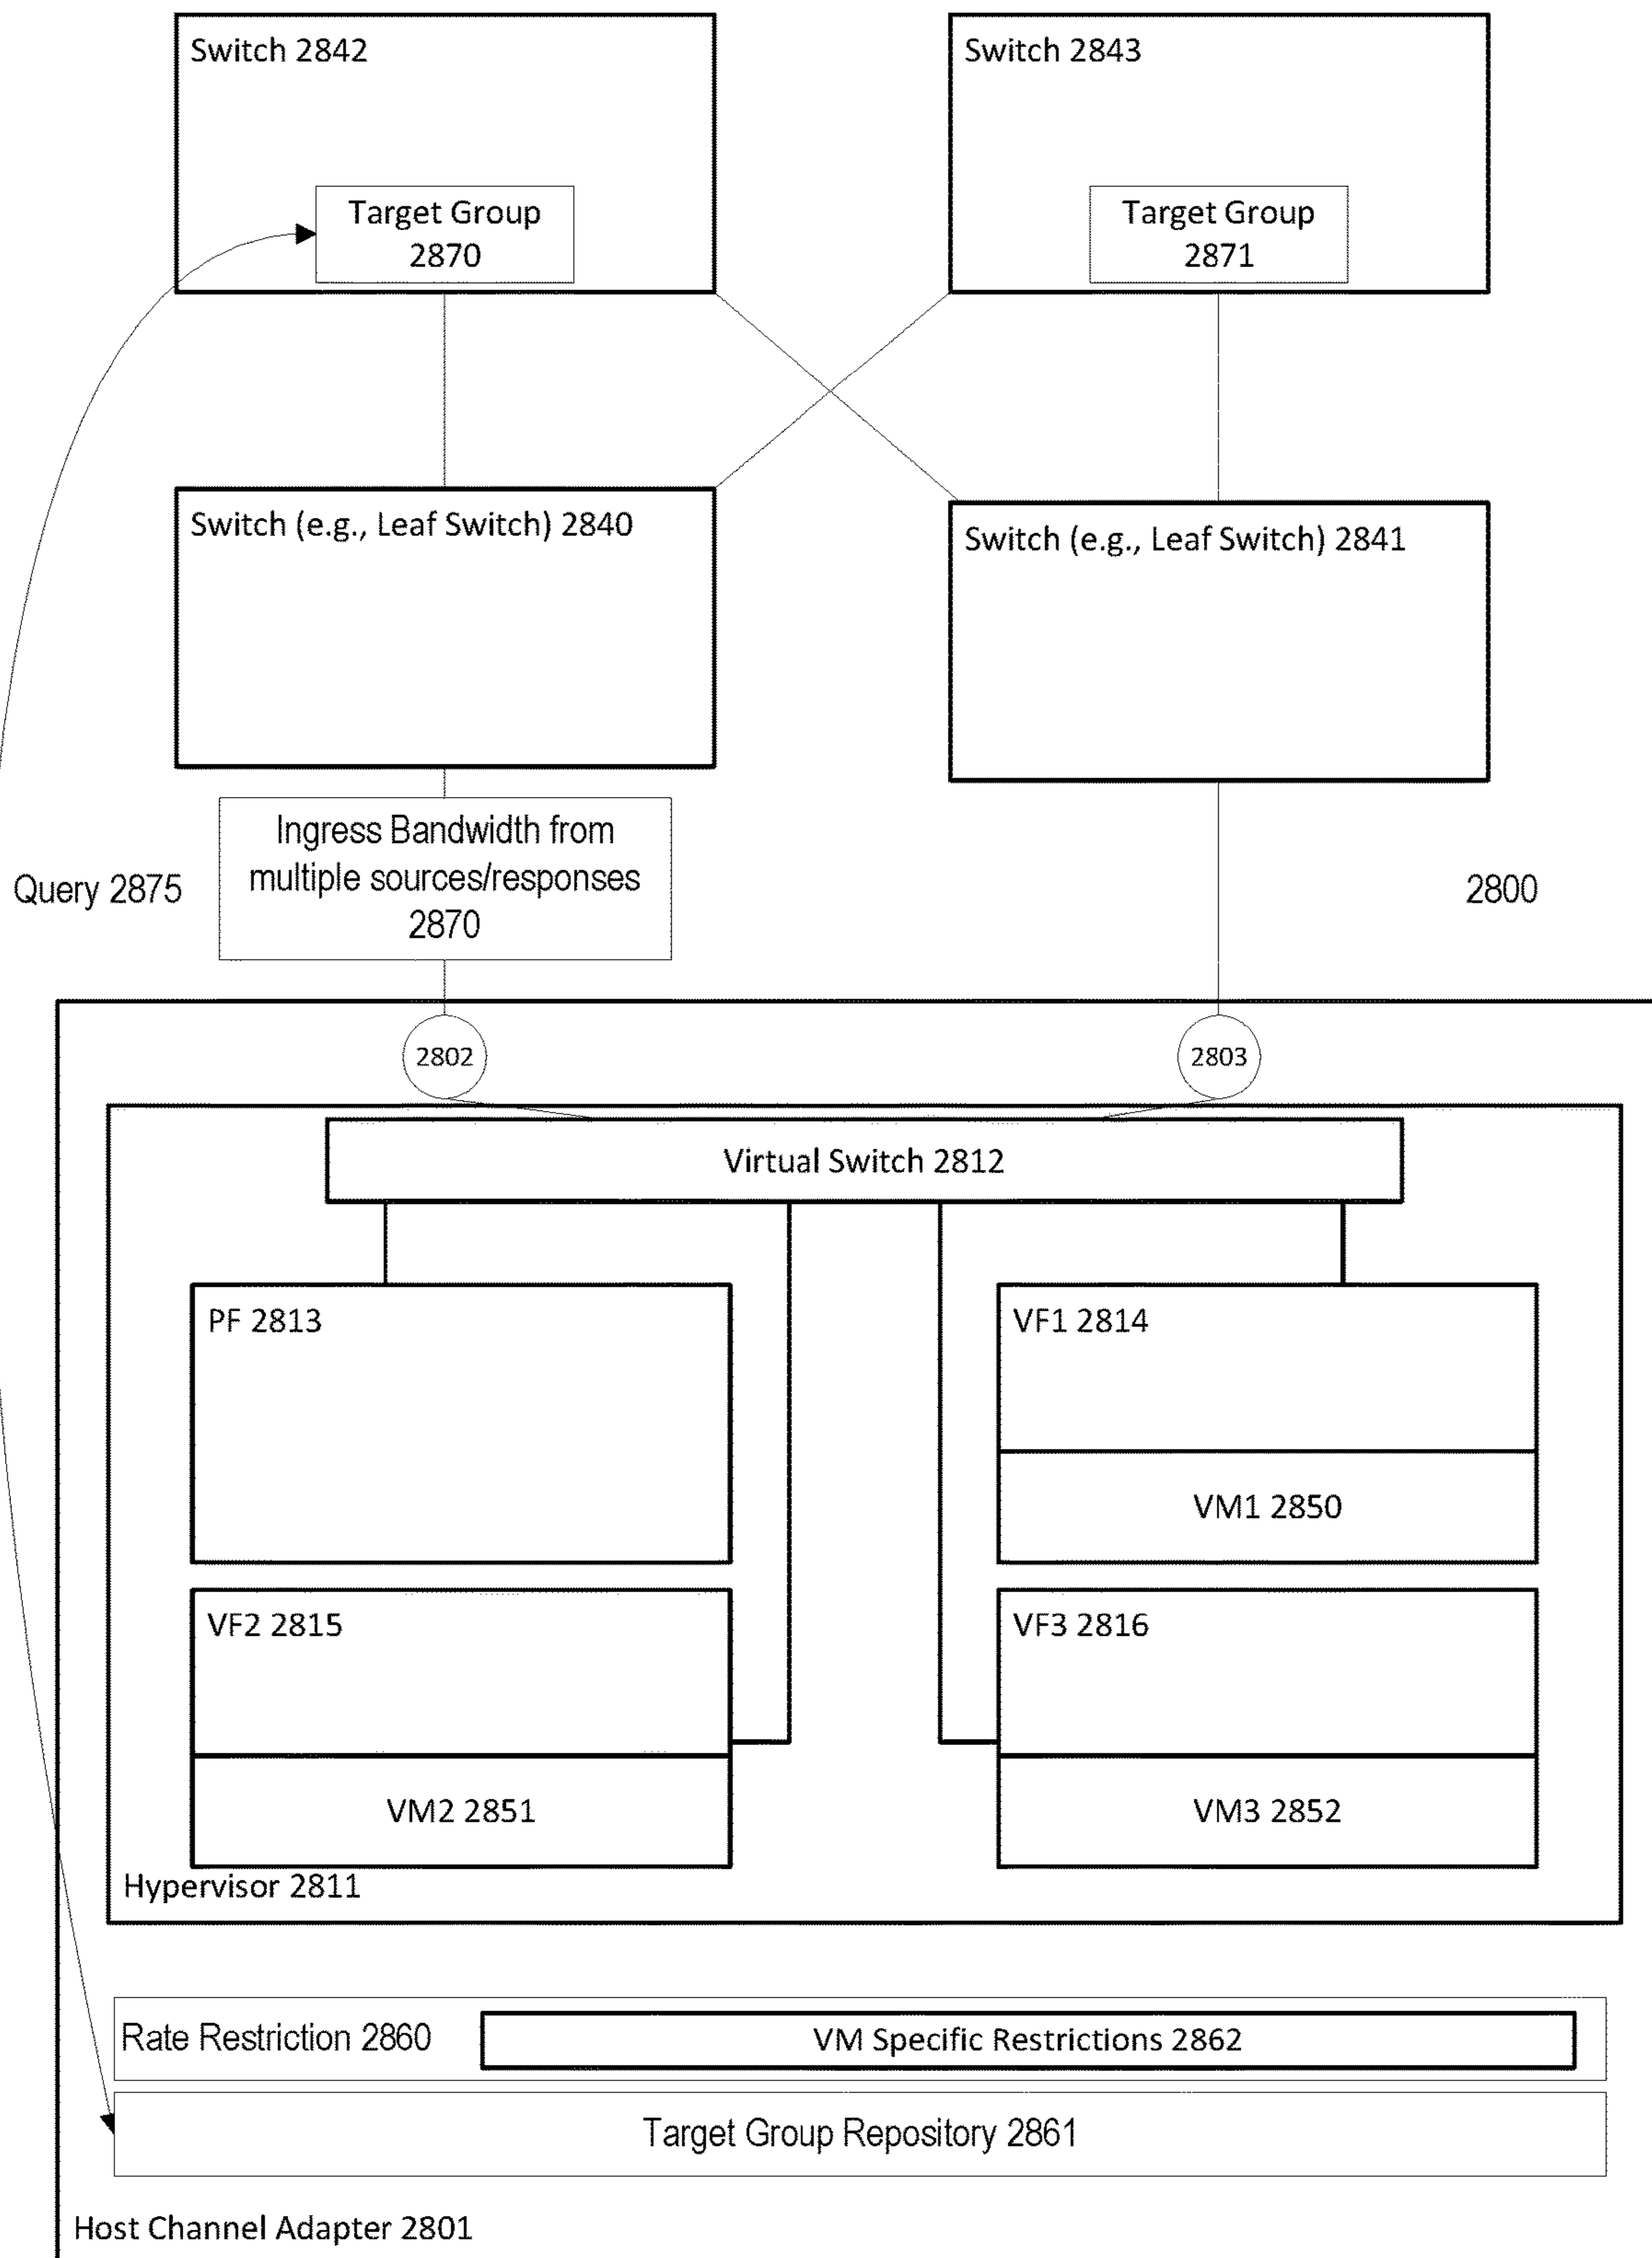 Switch 2842
Switch 2843
Target Group
2870
Target Group
2871
Switch (e.g., Leaf Switch) 2840
Switch (e.g., Leaf Switch) 2841
Ingress Bandwidth from
multiple sources/responses
2870
Query 2875
2800
2802
2803
Virtual Switch 2812
PF 2813
VF1 2814
VM1 2850
VF2 2815
VF3 2816
VM2 2851
VM3 2852
Hypervisor 2811
Rate Restriction 2860
VM Specific Restrictions 2862
Target Group Repository 2861
Host Channel Adapter 2801